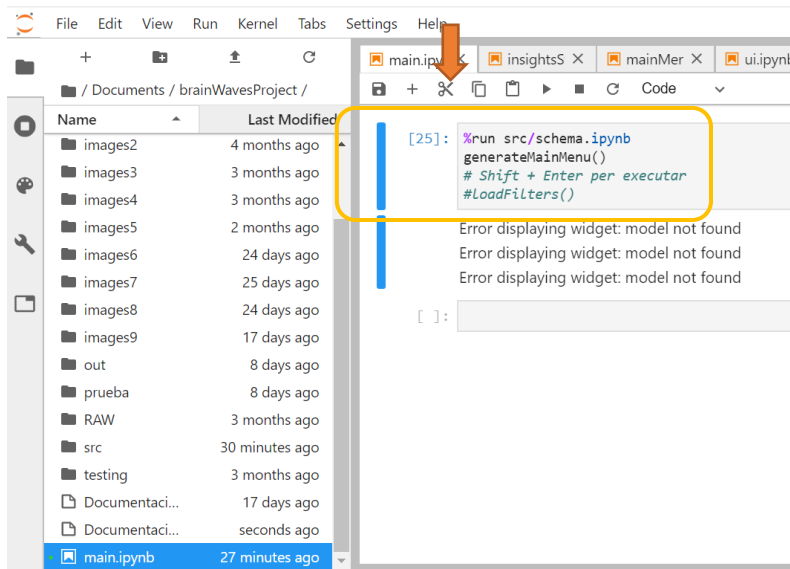 File Edit View Run Kernel Tabs Settings Help
main.ipy insightsS mainMer ui.ipynb
/ Documents / brainWavesProject /
Code
Name Last Modified
images2 4 months ago
images3 3 months ago
images4 3 months ago
images5 2 months ago
images6 24 days ago
images7 25 days ago
images8 24 days ago
images9 17 days ago
out 8 days ago
prueba 8 days ago
RAW 3 months ago
src 30 minutes ago
testing 3 months ago
Documentaci... 17 days ago
Documentaci... seconds ago
main.ipynb 27 minutes ago
[25]: %run src/schema.ipynb
generateMainMenu()
# Shift + Enter per executar
#loadFilters()
Error displaying widget: model not found
Error displaying widget: model not found
Error displaying widget: model not found
[ ]: